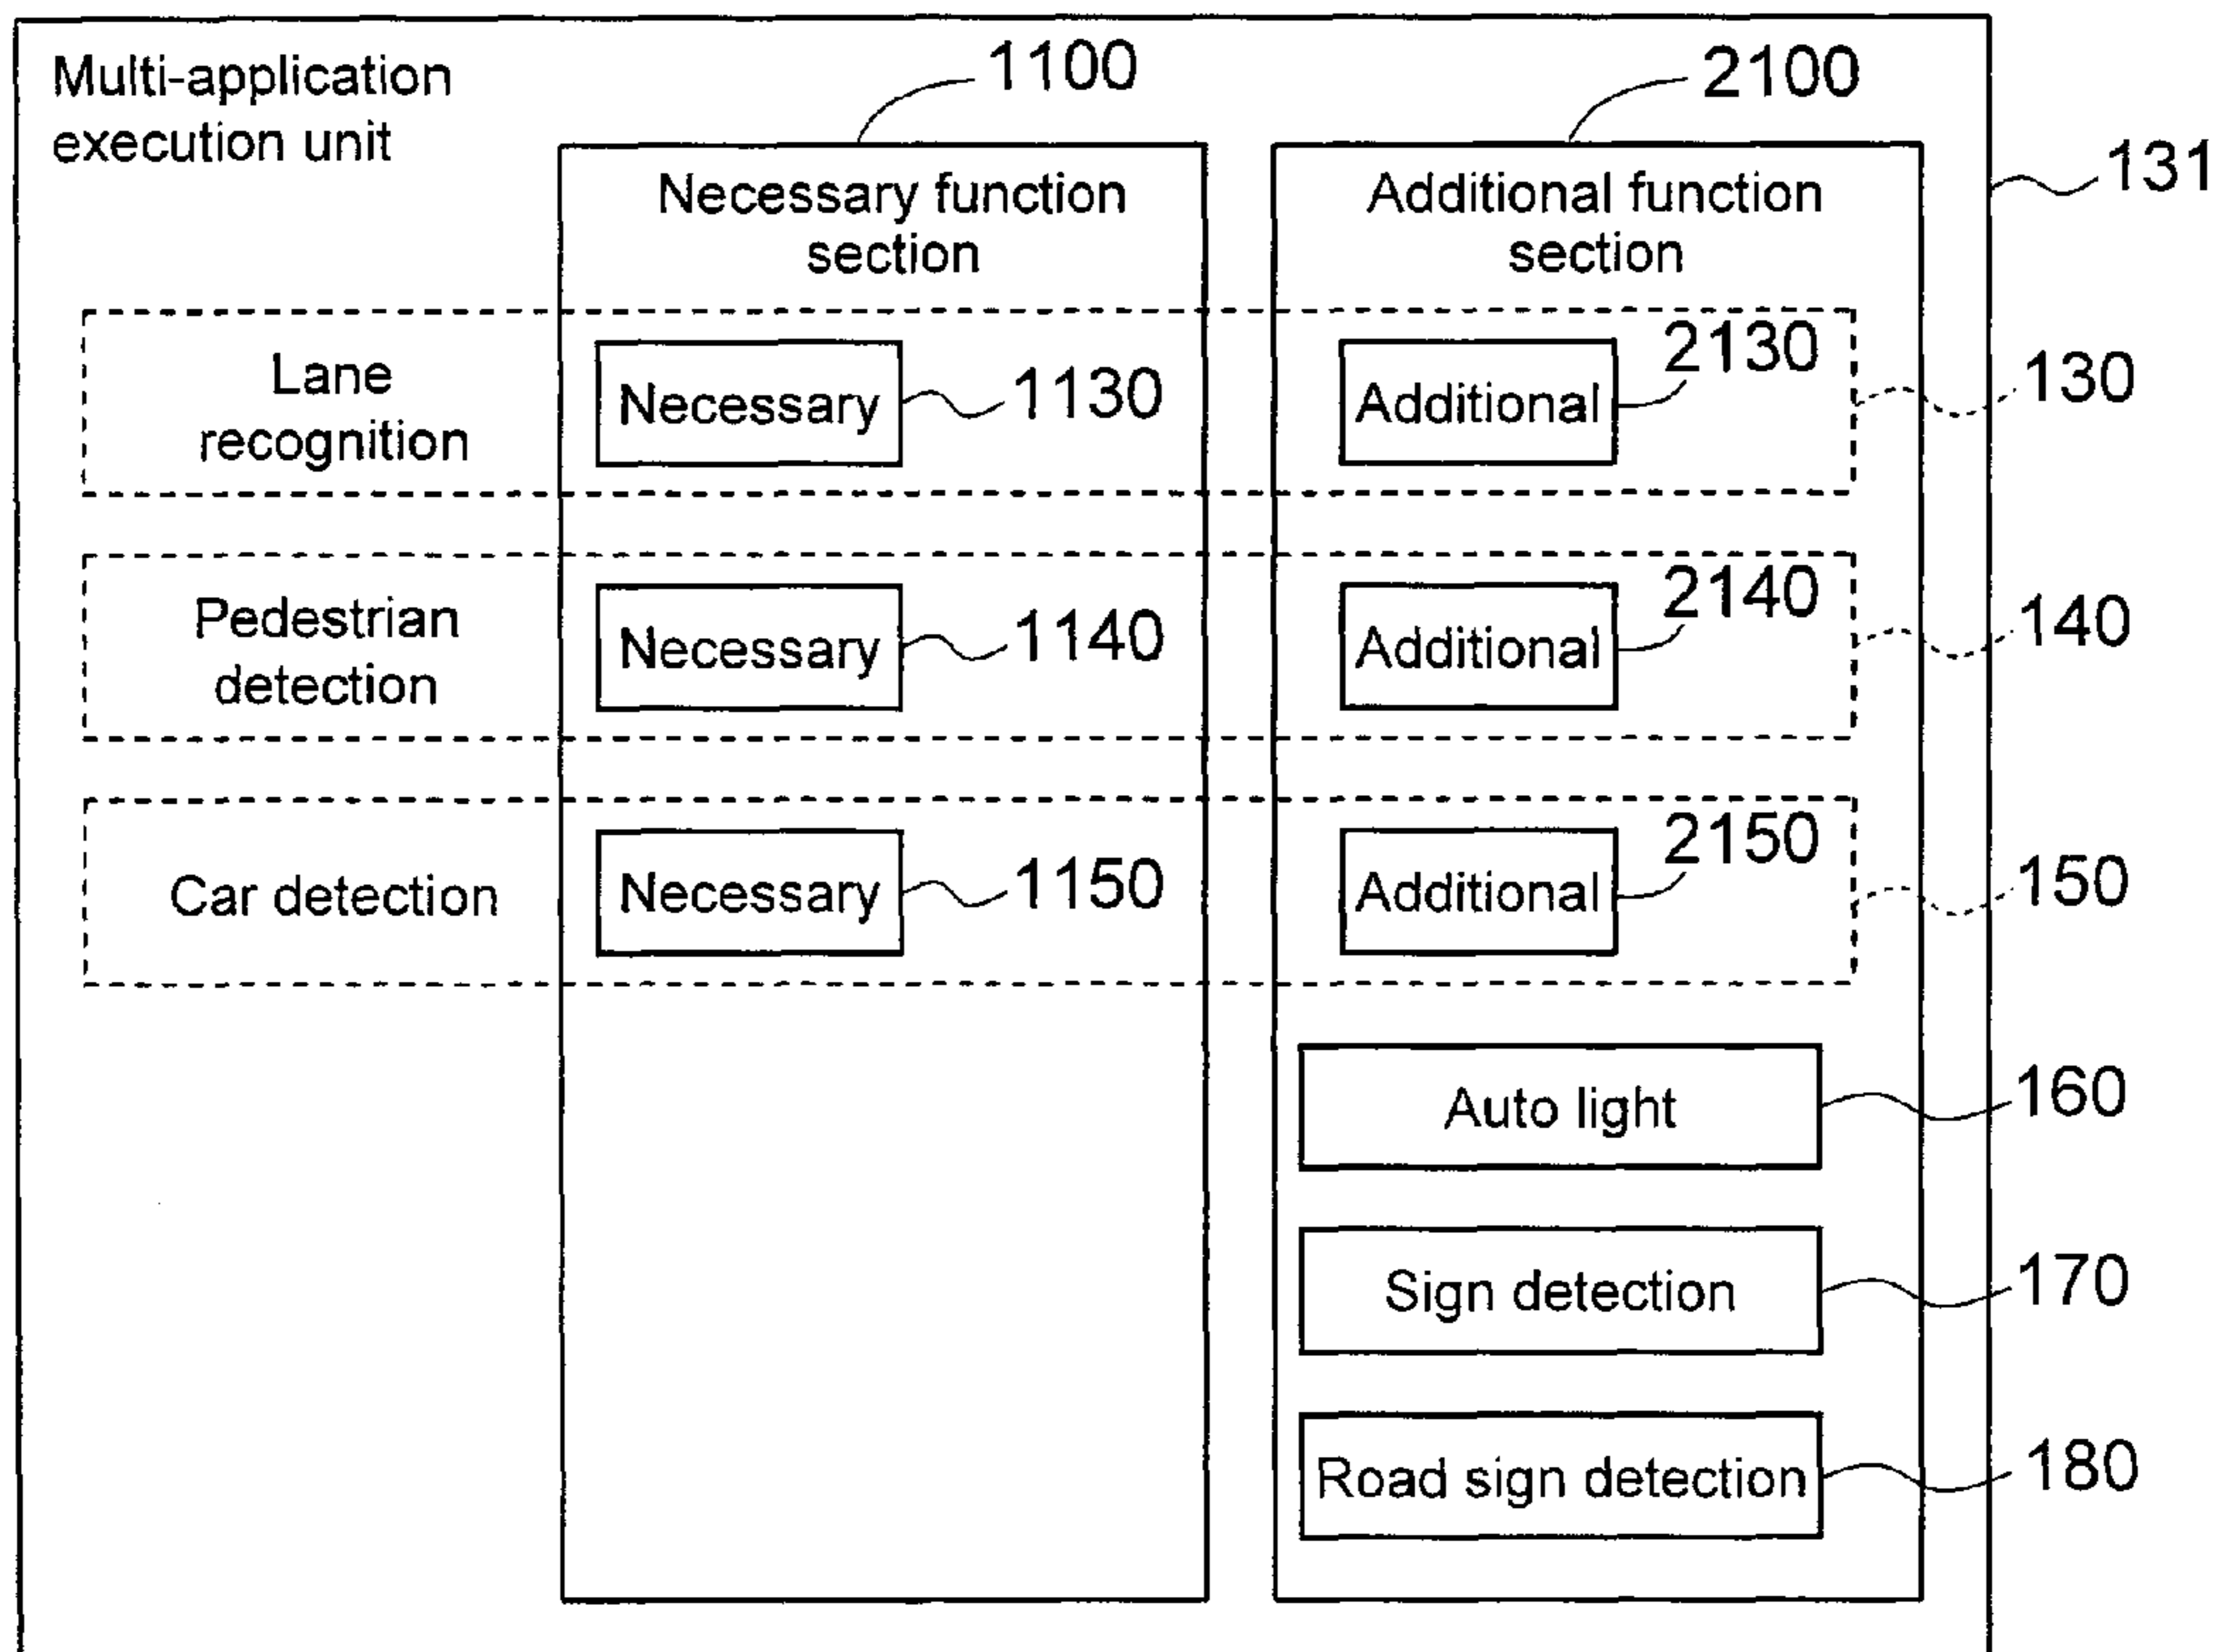 Multi-application
execution unit
1100
2100
131
Necessary function
section
Additional function
section
Lane
recognition
Necessary
1130
Additional
2130
130
Pedestrian
detection
Necessary
1140
Additional
2140
140
Car detection
Necessary
1150
Additional
2150
150
Auto light
160
Sign detection
170
Road sign detection
180